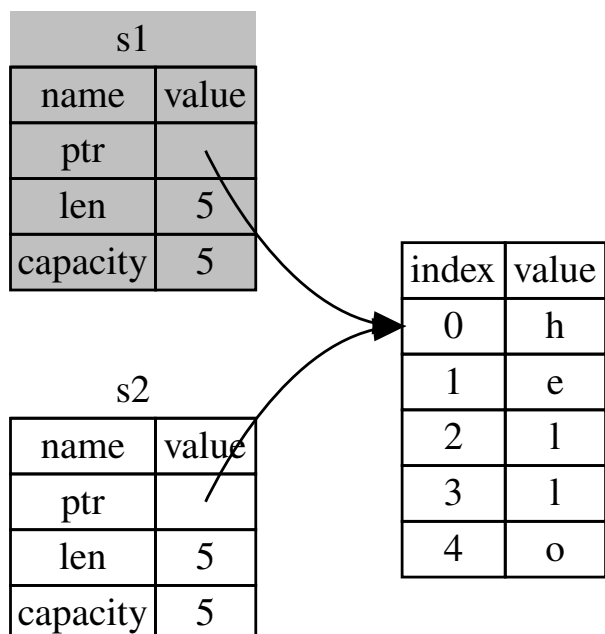 s1
name value
ptr
len 5
capacity 5
s2
name value
ptr
len 5
capacity 5
index value
0 h
1 e
2 l
3 l
4 o